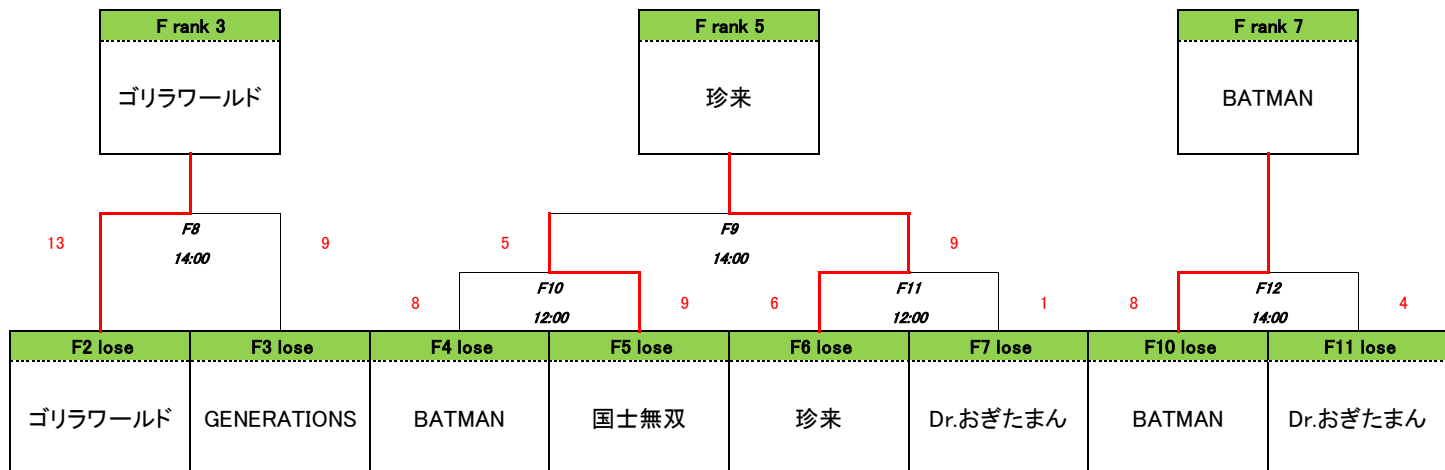 F rank 3
F rank 5
F rank 7
ゴリラワールド
珍来
BATMAN
F8
F9
13
9
5
9
14:00
14:00
F10
F11
F12
8
9
6
1
8
4
12:00
12:00
14:00
F2 lose
F3 lose
F4 lose
F5 lose
F6 lose
F7 lose
F10 lose
F11 lose
ゴリラワールド
GENERATIONS
BATMAN
国士無双
珍来
Dr.おぎたまん
BATMAN
Dr.おぎたまん